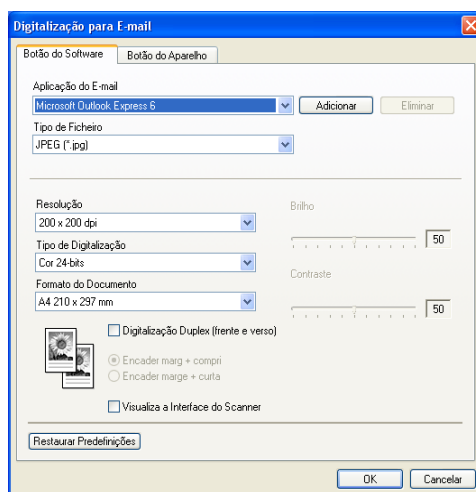 Digitalização para E-mail
Botão do Software Botão do Aparelho
Aplicação do E-mail
Microsoft Outlook Express 6 Adicionar Eliminar
Tipo de Ficheiro
JPEG (*.jpg)
Resolução Brilho
200 x 200 dpi
50
Tipo de Digitalização
Cor 24-bits
Contraste
Formato do Documento
A4 210 x 297 mm
50
Digitalização Duplex (frente e verso)
Encader marg + compri
Encader marge + curta
Visualiza a Interface do Scanner
Restaurar Predefinições
OK Cancelar